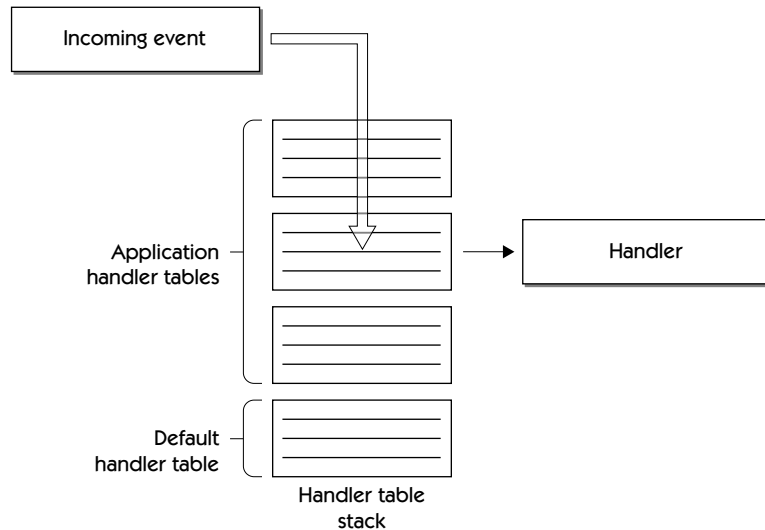 Incoming event
Application
handler tables
Handler
Default
handler table
Handler table
stack